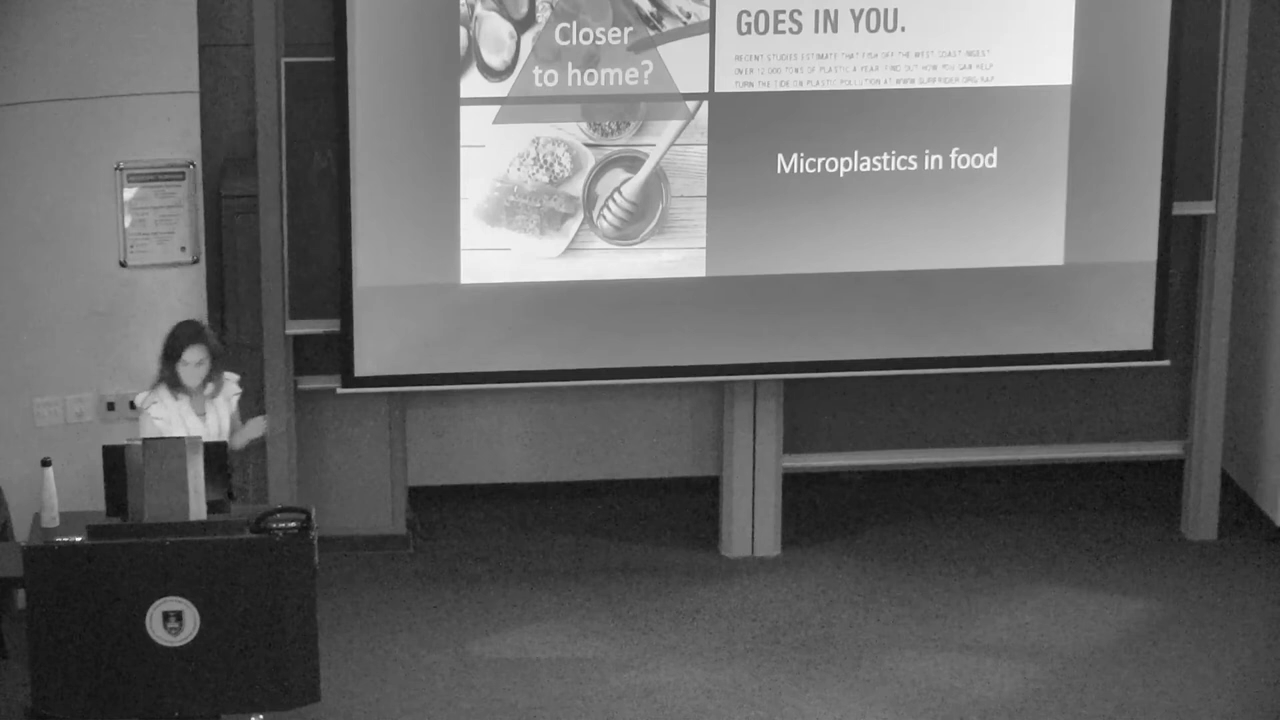 Closer
to home?
GOES IN YOU.
RECENT STUDIES ESTIMATE THAT FISH OFF THE WEST COAST INGEST
OVER 12,000 TONS OF PLASTIC A YEAR. FIND OUT HOW YOU CAN HELP
TURN THE TIDE ON PLASTIC POLLUTION AT WWW.SURFRIDER.ORG/RAP
Microplastics in food